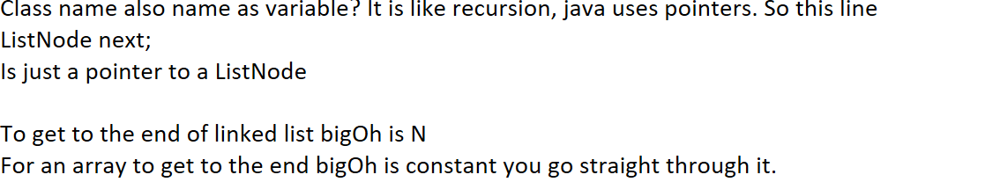 Class name also name as variable? It is like recursion, java uses pointers. So this line
ListNode next;
Is just a pointer to a ListNode
To get to the end of linked list bigOh is N
For an array to get to the end bigOh is constant you go straight through it.